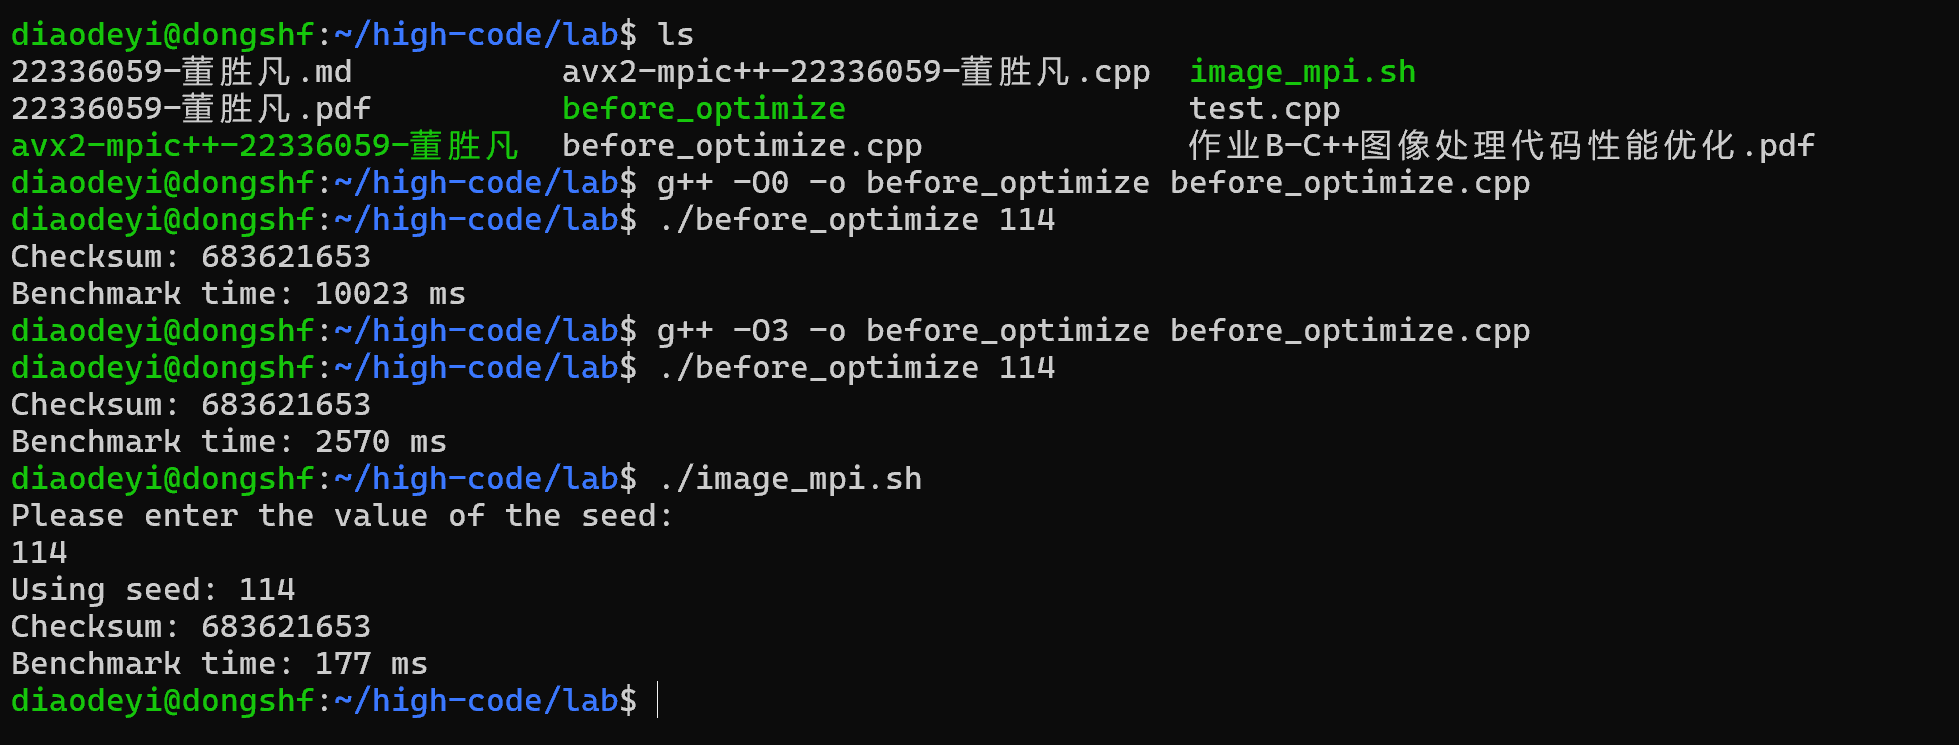 diaodeyi@dongshf:~/high-code/lab$ ls
22336059-董胜凡.md avx2-mpic++-22336059-董胜凡.cpp image_mpi.sh
22336059-董胜凡.pdf before_optimize test.cpp
avx2-mpic++-22336059-董胜凡 before_optimize.cpp 作业B-C++图像处理代码性能优化.pdf
diaodeyi@dongshf:~/high-code/lab$ g++ -O0 -o before_optimize before_optimize.cpp
diaodeyi@dongshf:~/high-code/lab$ ./before_optimize 114
Checksum: 683621653
Benchmark time: 10023 ms
diaodeyi@dongshf:~/high-code/lab$ g++ -O3 -o before_optimize before_optimize.cpp
diaodeyi@dongshf:~/high-code/lab$ ./before_optimize 114
Checksum: 683621653
Benchmark time: 2570 ms
diaodeyi@dongshf:~/high-code/lab$ ./image_mpi.sh
Please enter the value of the seed:
114
Using seed: 114
Checksum: 683621653
Benchmark time: 177 ms
diaodeyi@dongshf:~/high-code/lab$